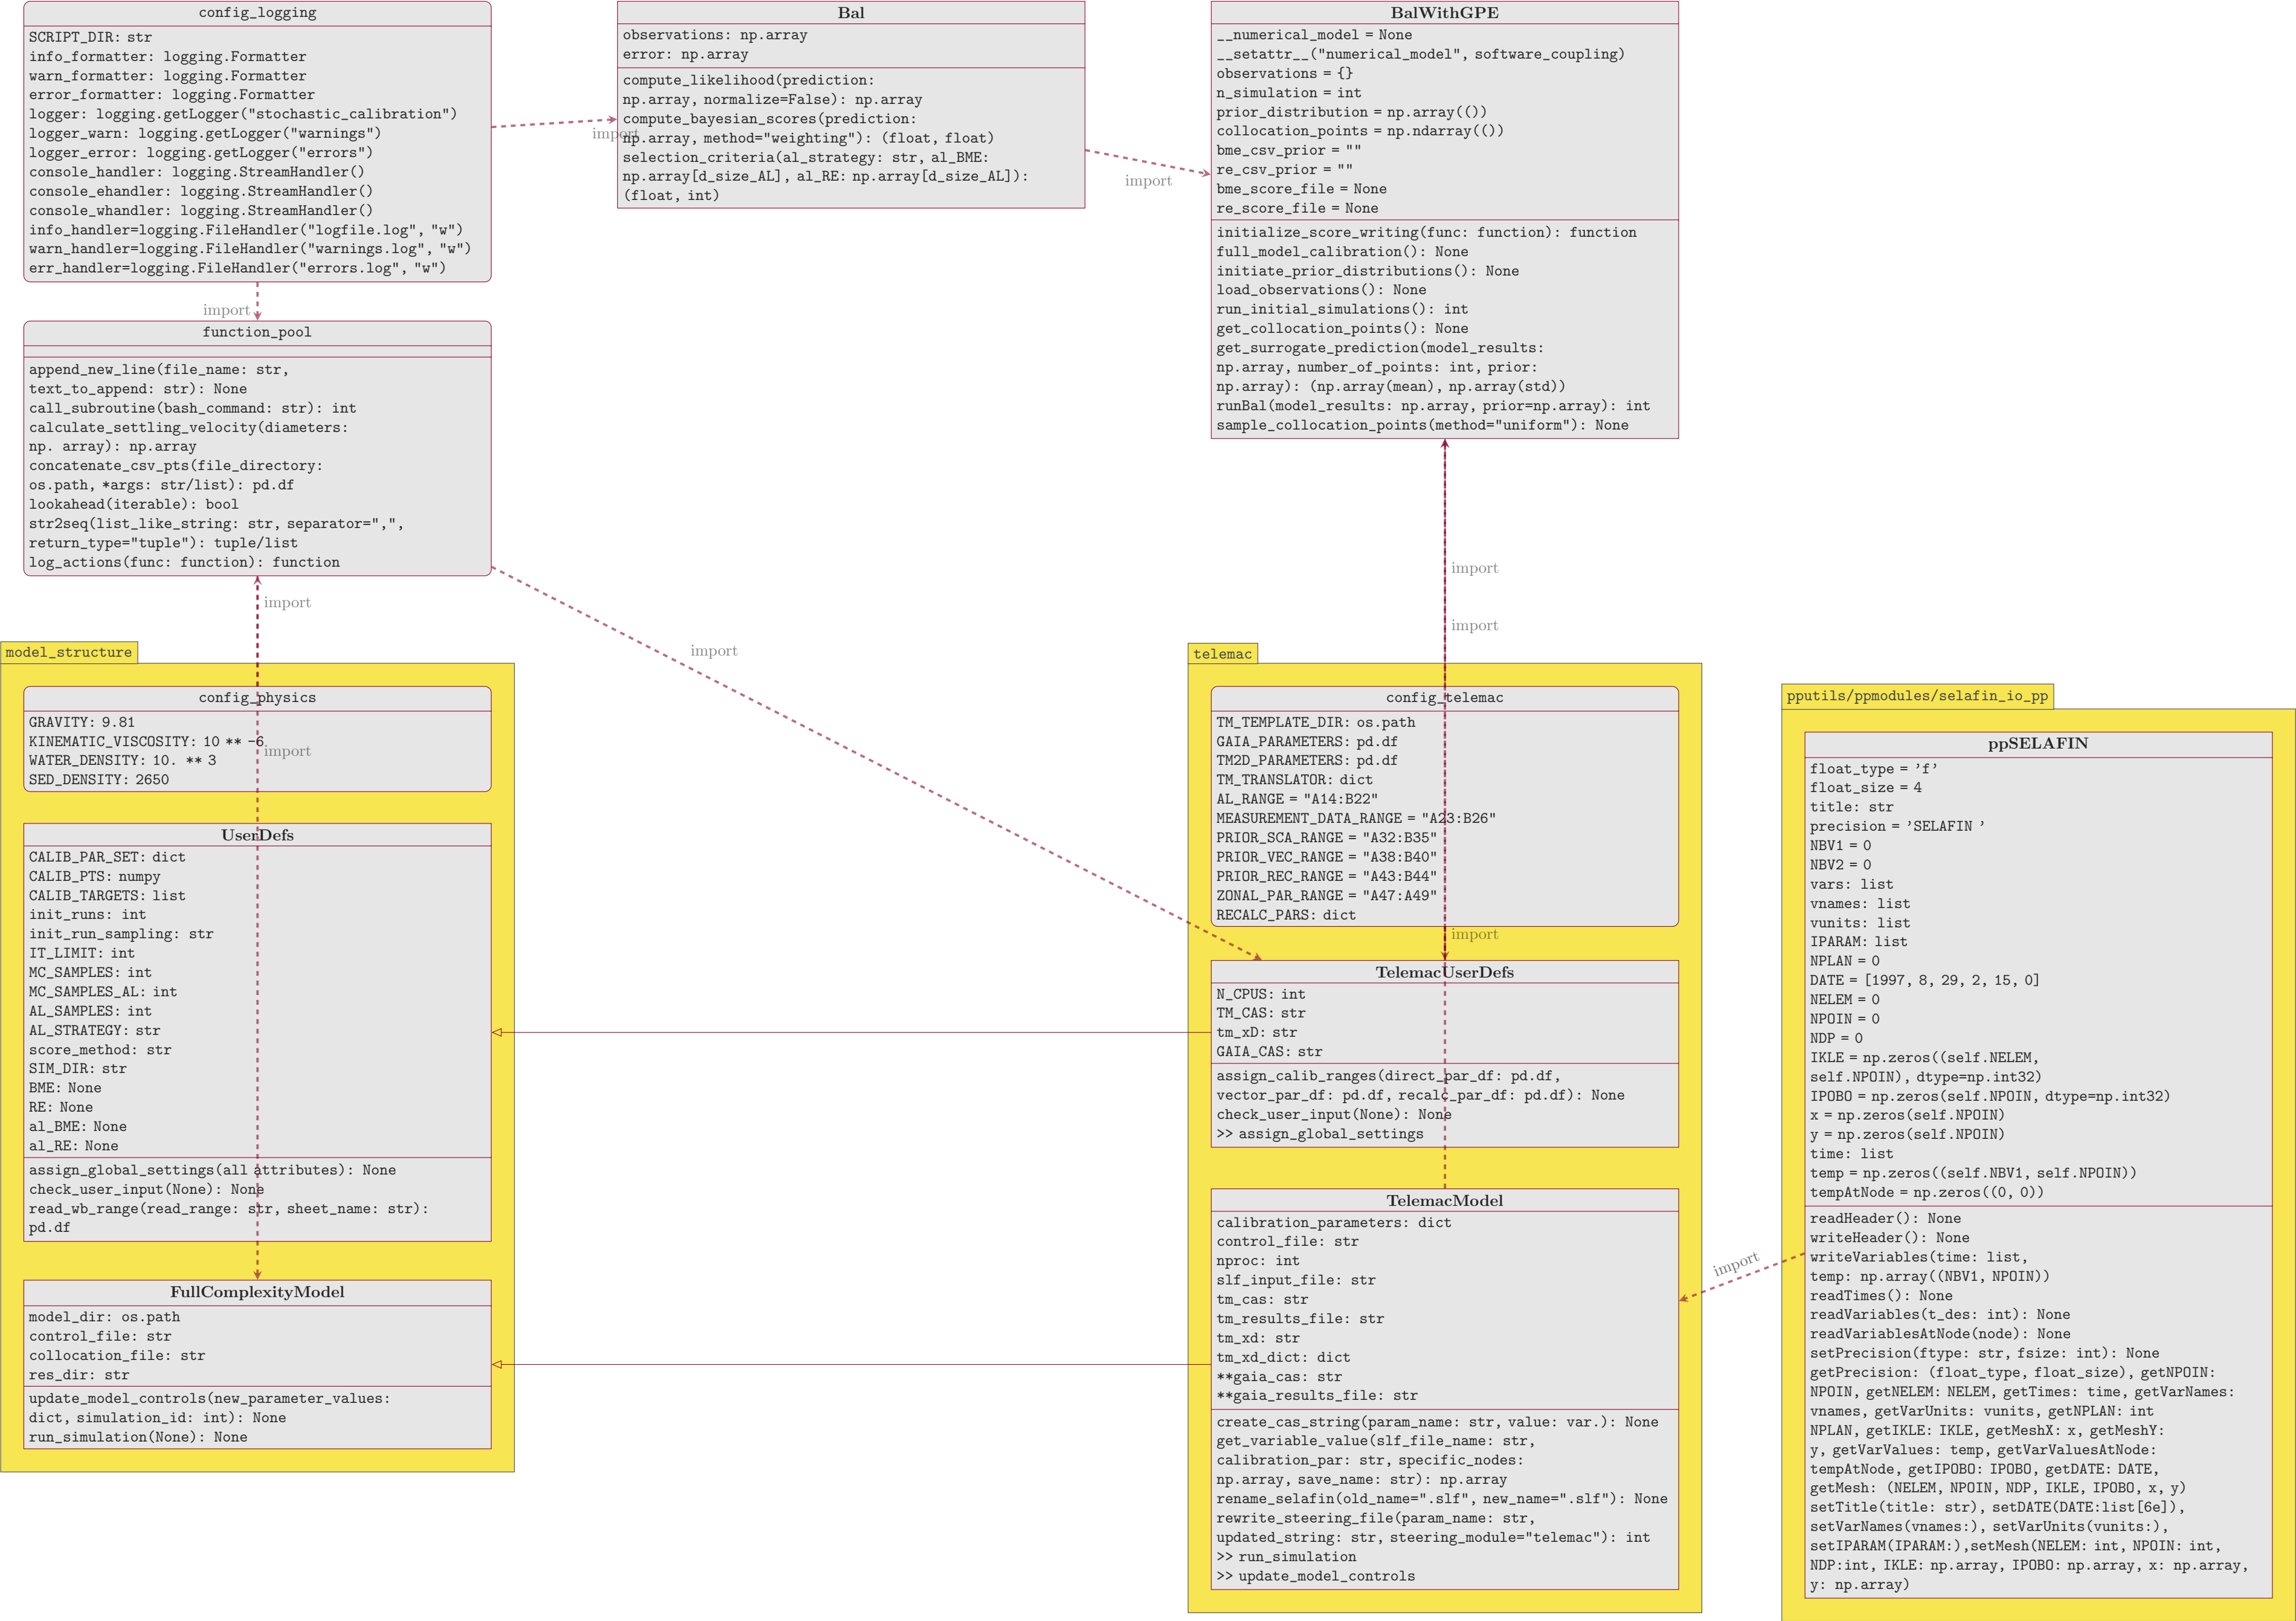 config_logging
SCRIPT_DIR: str
info_formatter: logging.Formatter
warn_formatter: logging.Formatter
error_formatter: logging.Formatter
logger: logging.getLogger("stochastic_calibration")
logger_warn: logging.getLogger("warnings")
logger_error: logging.getLogger("errors")
console_handler: logging.StreamHandler()
console_ehandler: logging.StreamHandler()
console_whandler: logging.StreamHandler()
info_handler=logging.FileHandler("logfile.log", "w")
warn_handler=logging.FileHandler("warnings.log", "w")
err_handler=logging.FileHandler("errors.log", "w")
import
Bal
observations: np.array
error: np.array
compute_likelihood(prediction:
np.array, normalize=False): np.array
compute_bayesian_scores(prediction:
np.array, method="weighting"): (float, float)
selection_criteria(al_strategy: str, al_BME:
np.array[d_size_AL], al_RE: np.array[d_size_AL]):
(float, int)
import
BalWithGPE
__numerical_model = None
__setattr__("numerical_model", software_coupling)
observations = {}
n_simulation = int
prior_distribution = np.array(())
collocation_points = np.ndarray(())
bme_csv_prior = ""
re_csv_prior = ""
bme_score_file = None
re_score_file = None
initialize_score_writing(func: function): function
full_model_calibration(): None
initiate_prior_distributions(): None
load_observations(): None
run_initial_simulations(): int
get_collocation_points(): None
get_surrogate_prediction(model_results:
np.array, number_of_points: int, prior:
np.array): (np.array(mean), np.array(std))
runBal(model_results: np.array, prior=np.array): int
sample_collocation_points(method="uniform"): None
import
function_pool
append_new_line(file_name: str,
text_to_append: str): None
call_subroutine(bash_command: str): int
calculate_settling_velocity(diameters:
np. array): np.array
concatenate_csv_pts(file_directory:
os.path, *args: str/list): pd.df
lookahead(iterable): bool
str2seq(list_like_string: str, separator=",",
return_type="tuple"): tuple/list
log_actions(func: function): function
import
import
import
import
model_structure
config_physics
GRAVITY: 9.81
KINEMATIC_VISCOSITY: 10 ** -6
WATER_DENSITY: 10. ** 3
SED_DENSITY: 2650
import
UserDefs
CALIB_PAR_SET: dict
CALIB_PTS: numpy
CALIB_TARGETS: list
init_runs: int
init_run_sampling: str
IT_LIMIT: int
MC_SAMPLES: int
MC_SAMPLES_AL: int
AL_SAMPLES: int
AL_STRATEGY: str
score_method: str
SIM_DIR: str
BME: None
RE: None
al_BME: None
al_RE: None
assign_global_settings(all attributes): None
check_user_input(None): None
read_wb_range(read_range: str, sheet_name: str):
pd.df
FullComplexityModel
model_dir: os.path
control_file: str
collocation_file: str
res_dir: str
update_model_controls(new_parameter_values:
dict, simulation_id: int): None
run_simulation(None): None
telemac
config_telemac
TM_TEMPLATE_DIR: os.path
GAIA_PARAMETERS: pd.df
TM2D_PARAMETERS: pd.df
TM_TRANSLATOR: dict
AL_RANGE = "A14:B22"
MEASUREMENT_DATA_RANGE = "A23:B26"
PRIOR_SCA_RANGE = "A32:B35"
PRIOR_VEC_RANGE = "A38:B40"
PRIOR_REC_RANGE = "A43:B44"
ZONAL_PAR_RANGE = "A47:A49"
RECALC_PARS: dict
import
TelemacUserDefs
N_CPUS: int
TM_CAS: str
tm_xD: str
GAIA_CAS: str
assign_calib_ranges(direct_par_df: pd.df,
vector_par_df: pd.df, recalc_par_df: pd.df): None
check_user_input(None): None
>> assign_global_settings
TelemacModel
calibration_parameters: dict
control_file: str
nproc: int
slf_input_file: str
tm_cas: str
tm_results_file: str
tm_xd: str
tm_xd_dict: dict
**gaia_cas: str
**gaia_results_file: str
create_cas_string(param_name: str, value: var.): None
get_variable_value(slf_file_name: str,
calibration_par: str, specific_nodes:
np.array, save_name: str): np.array
rename_selafin(old_name=".slf", new_name=".slf"): None
rewrite_steering_file(param_name: str,
updated_string: str, steering_module="telemac"): int
>> run_simulation
>> update_model_controls
import
pputils/ppmodules/selafin_io_pp
ppSELAFIN
float_type = 'f'
float_size = 4
title: str
precision = 'SELAFIN '
NBV1 = 0
NBV2 = 0
vars: list
vnames: list
vunits: list
IPARAM: list
NPLAN = 0
DATE = [1997, 8, 29, 2, 15, 0]
NELEM = 0
NPOIN = 0
NDP = 0
IKLE = np.zeros((self.NELEM,
self.NPOIN), dtype=np.int32)
IPOBO = np.zeros(self.NPOIN, dtype=np.int32)
x = np.zeros(self.NPOIN)
y = np.zeros(self.NPOIN)
time: list
temp = np.zeros((self.NBV1, self.NPOIN))
tempAtNode = np.zeros((0, 0))
readHeader(): None
writeHeader(): None
writeVariables(time: list,
temp: np.array((NBV1, NPOIN))
readTimes(): None
readVariables(t_des: int): None
readVariablesAtNode(node): None
setPrecision(ftype: str, fsize: int): None
getPrecision: (float_type, float_size), getNPOIN:
NPOIN, getNELEM: NELEM, getTimes: time, getVarNames:
vnames, getVarUnits: vunits, getNPLAN: int
NPLAN, getIKLE: IKLE, getMeshX: x, getMeshY:
y, getVarValues: temp, getVarValuesAtNode:
tempAtNode, getIPOBO: IPOBO, getDATE: DATE,
getMesh: (NELEM, NPOIN, NDP, IKLE, IPOBO, x, y)
setTitle(title: str), setDATE(DATE:list[6e]),
setVarNames(vnames:), setVarUnits(vunits:),
setIPARAM(IPARAM:),setMesh(NELEM: int, NPOIN: int,
NDP:int, IKLE: np.array, IPOBO: np.array, x: np.array,
y: np.array)